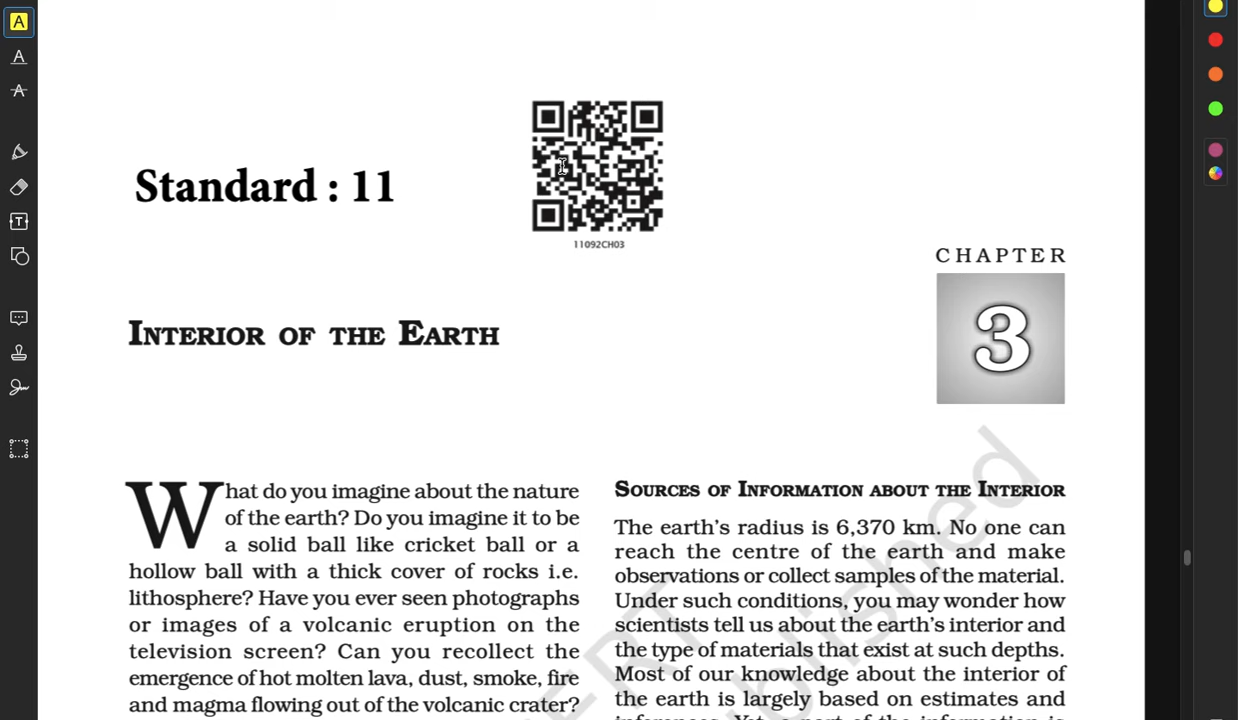 Standard : 11
11092CH03
CHAPTER
3
INTERIOR OF THE EARTH
What do you imagine about the nature
of the earth? Do you imagine it to be
a solid ball like cricket ball or a
hollow ball with a thick cover of rocks i.e.
lithosphere? Have you ever seen photographs
or images of a volcanic eruption on the
television screen? Can you recollect the
emergence of hot molten lava, dust, smoke, fire
and magma flowing out of the volcanic crater?
SOURCES OF INFORMATION ABOUT THE INTERIOR
The earth's radius is 6,370 km. No one can
reach the centre of the earth and make
observations or collect samples of the material.
Under such conditions, you may wonder how
scientists tell us about the earth's interior and
the type of materials that exist at such depths.
Most of our knowledge about the interior of
the earth is largely based on estimates and
inferences. Yet, a part of the information is